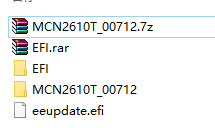 MCN2610T_00712.7z
EFI.rar
EFI
MCN2610T_00712
eeupdate.efi